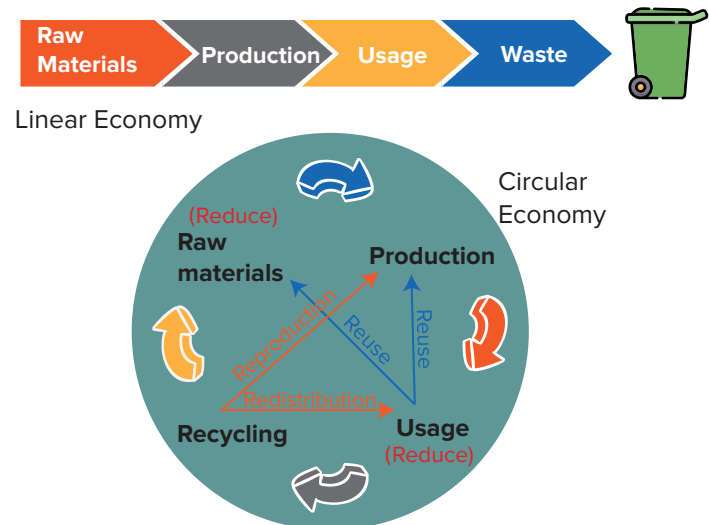 Raw
Materials
Production
Usage
Waste
Linear Economy
Circular
Economy
(Reduce)
Raw
materials
Production
Reproduction
Reuse
Reuse
Redistribution
Recycling
Usage
(Reduce)